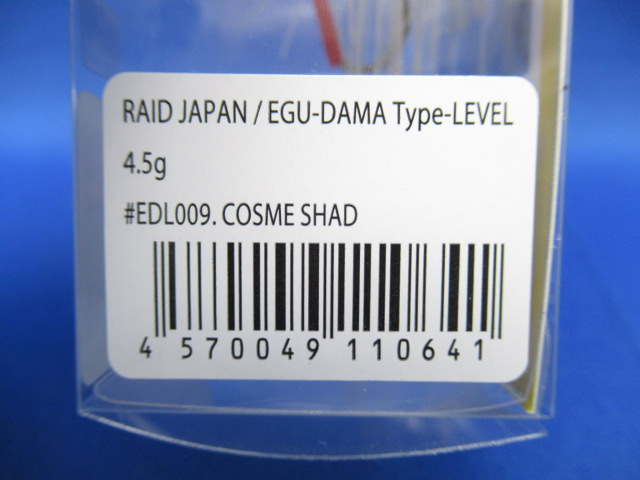 RAID JAPAN / EGU-DAMA Type-LEVEL
4.5g
#EDL009. COSME SHAD
4 570049 110641